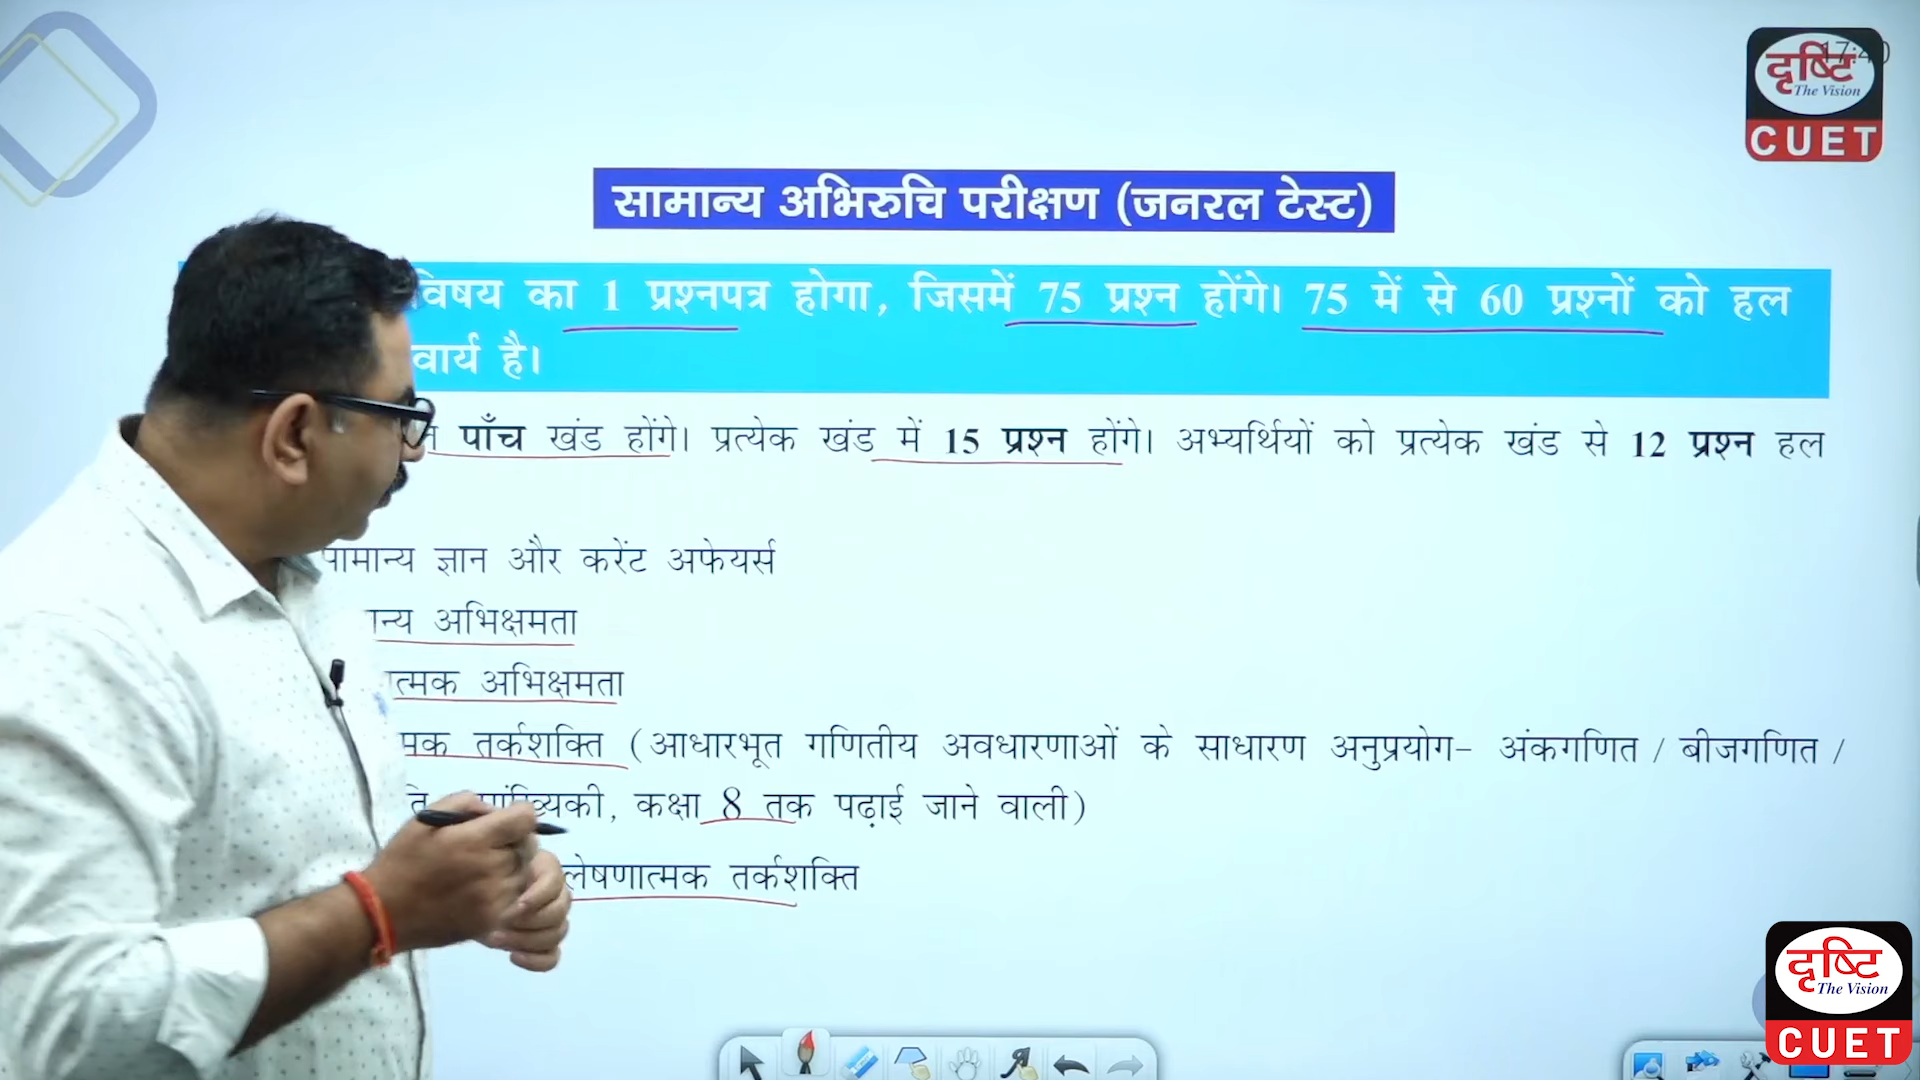 17:40
दृष्टि
The Vision
CUET
सामान्य अभिरुचि परीक्षण (जनरल टेस्ट)
विषय का 1 प्रश्नपत्र होगा, जिसमें 75 प्रश्न होंगे। 75 में से 60 प्रश्नों को हल
है।
पाँच खंड होंगे। प्रत्येक खंड में 15 प्रश्न होंगे। अभ्यर्थियों को प्रत्येक खंड से 12 प्रश्न हल
ज्ञान और करेंट अफेयर्स
अभिक्षमता
अभिक्षमता
तर्कशक्ति (आधारभूत गणितीय अवधारणाओं के साधारण अनुप्रयोग- अंकगणित / बीजगणित /
कक्षा 8 तक पढ़ाई जाने वाली)
तर्कशक्ति
दृष्टि
The Vision
CUET